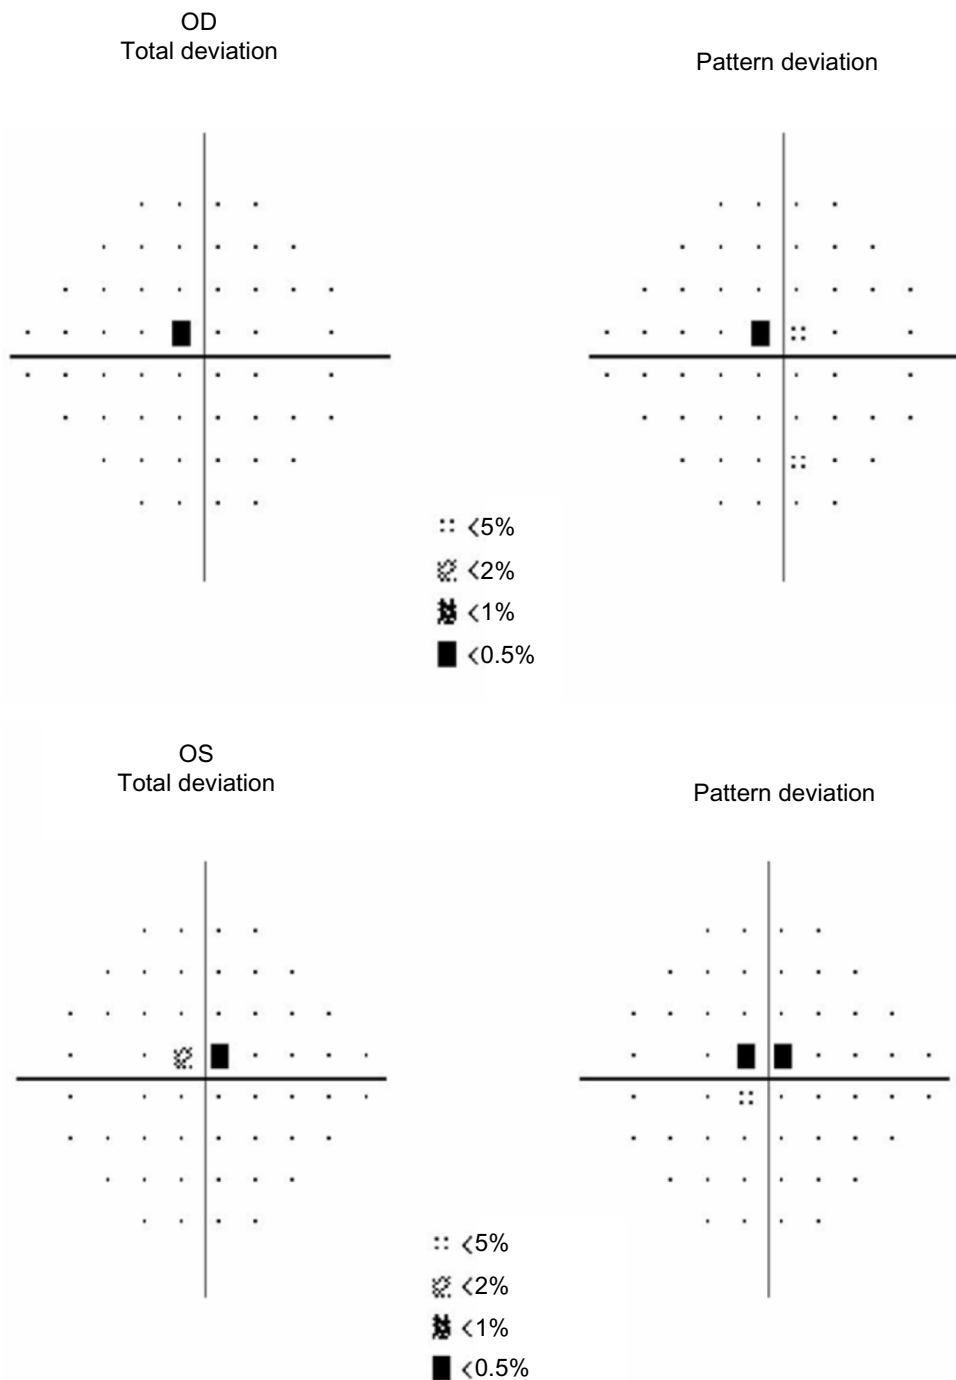 OD
Total deviation
Pattern deviation
<5%
<2%
<1%
<0.5%
OS
Total deviation
Pattern deviation
<5%
<2%
<1%
<0.5%